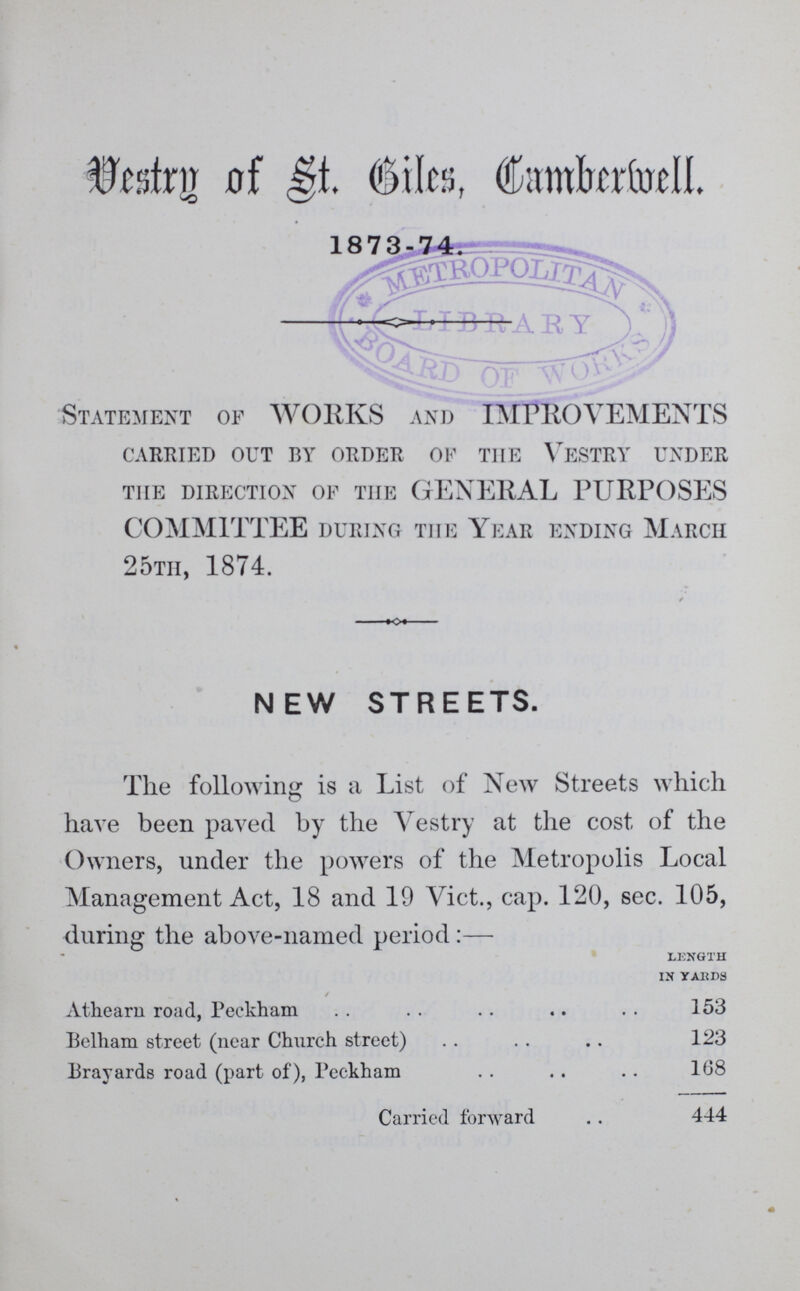 Vestry of St. Giles, Camberwell.
1873-74.
METROPOLITAN
LIBRARY
BOARD OF WORKS
STATEMENT OF WORKS AND IMPROVEMENTS
CARRIED OUT BY ORDER OF THE VESTRY UNDER
THE DIRECTION OF THE GENERAL PURPOSES
COMMITTEE DURING THE YEAR ENDING MARCH
25TH, 1874.
NEW STREETS.
The following is a List of New Streets which
have been paved by the Vestry at the cost of the
Owners, under the powers of the Metropolis Local
Management Act, 18 and 19 Vict., cap. 120, sec. 105,
during the above-named period:—
LENGTH
IN YARDS
Athearn road, Peckham .. .. .. .. .. 153
Belham street (near Church street) .. .. .. 123
Brayards road (part of), Peckham .. .. .. 168
Carried forward .. 444